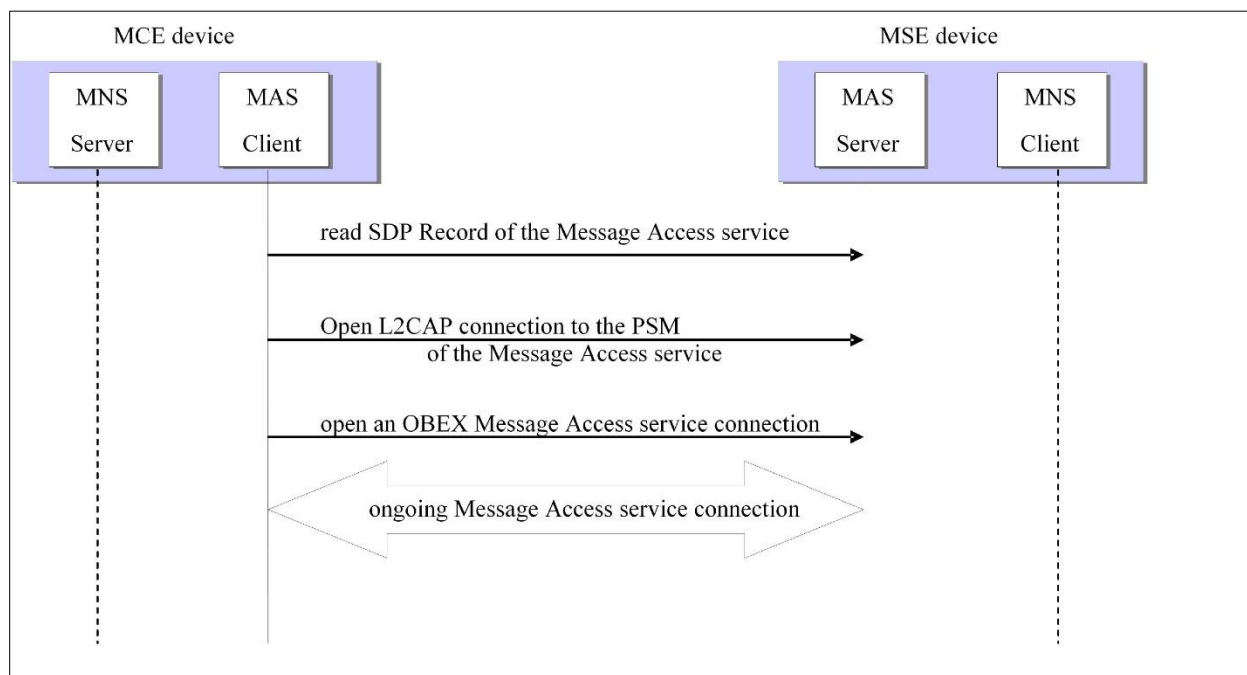 MCE device
MSE device
MNS
Server
MAS
Client
MAS
Server
MNS
Client
read SDP Record of the Message Access service
Open L2CAP connection to the PSM
of the Message Access service
open an OBEX Message Access service connection
ongoing Message Access service connection